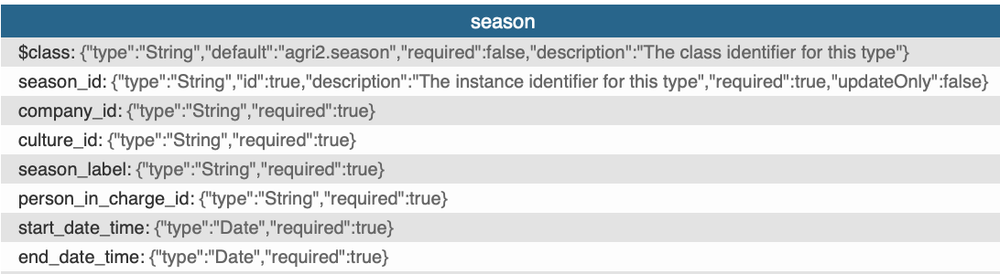 season
$class: {"type":"String","default":"agri2.season","required":false,"description":"The class identifier for this type"}
season_id: {"type":"String","id":true,"description":"The instance identifier for this type","required":true,"updateOnly":false}
company_id: {"type":"String","required":true}
culture_id: {"type":"String","required":true}
season_label: {"type":"String","required":true}
person_in_charge_id: {"type":"String","required":true}
start_date_time: {"type":"Date","required":true}
end_date_time: {"type":"Date","required":true}